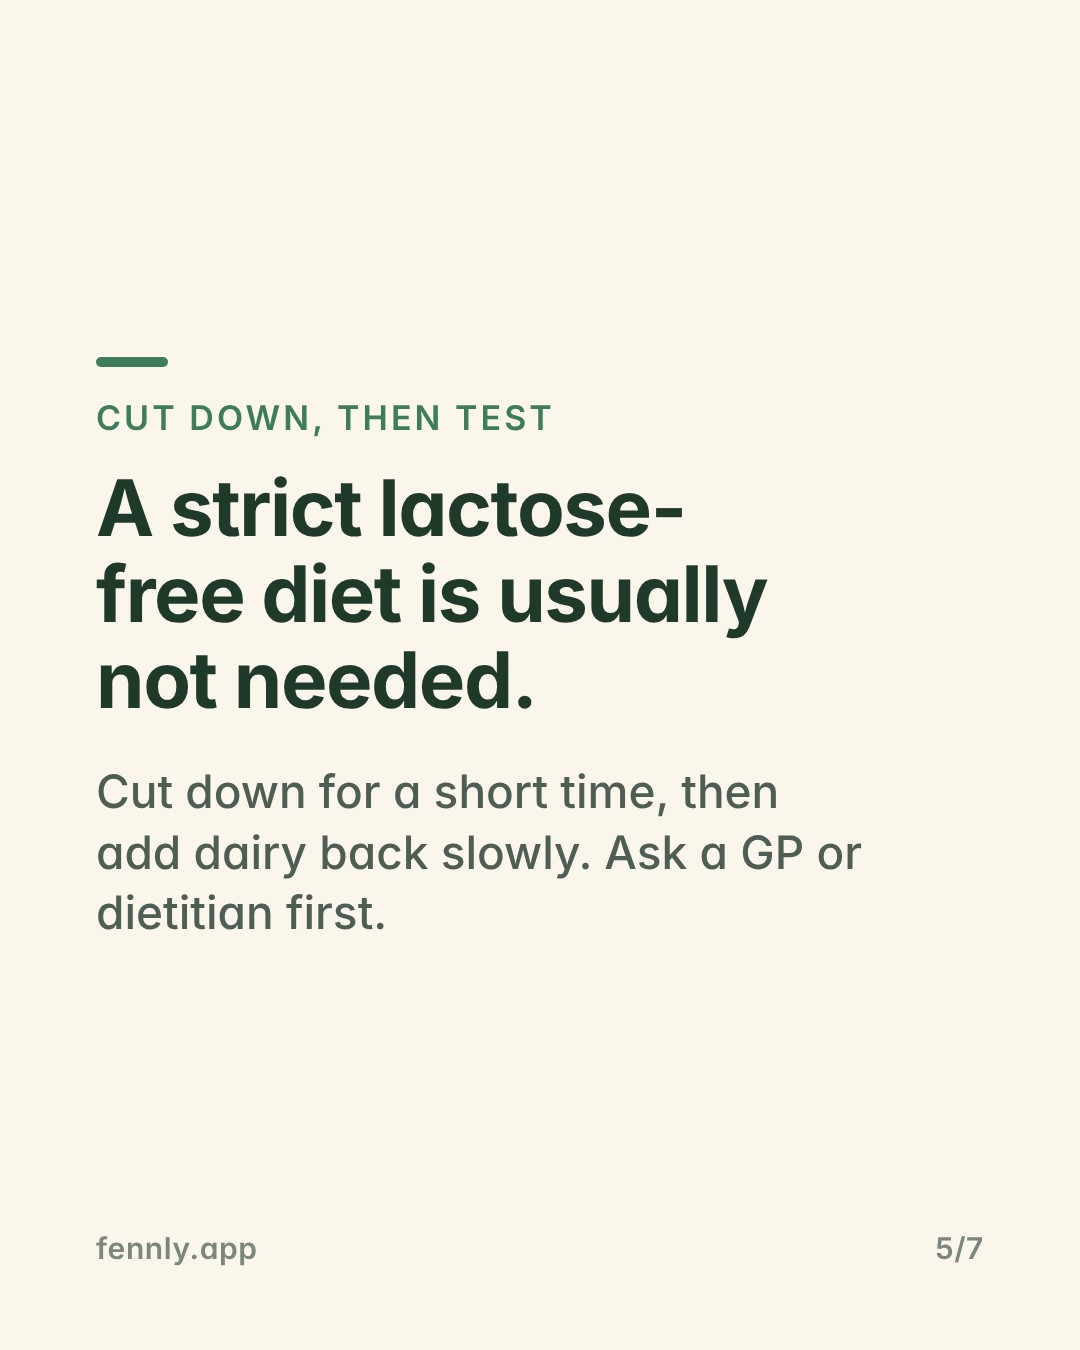 CUT DOWN, THEN TEST
A strict lactose-
free diet is usually
not needed.
Cut down for a short time, then
add dairy back slowly. Ask a GP or
dietitian first.
fennly.app
5/7